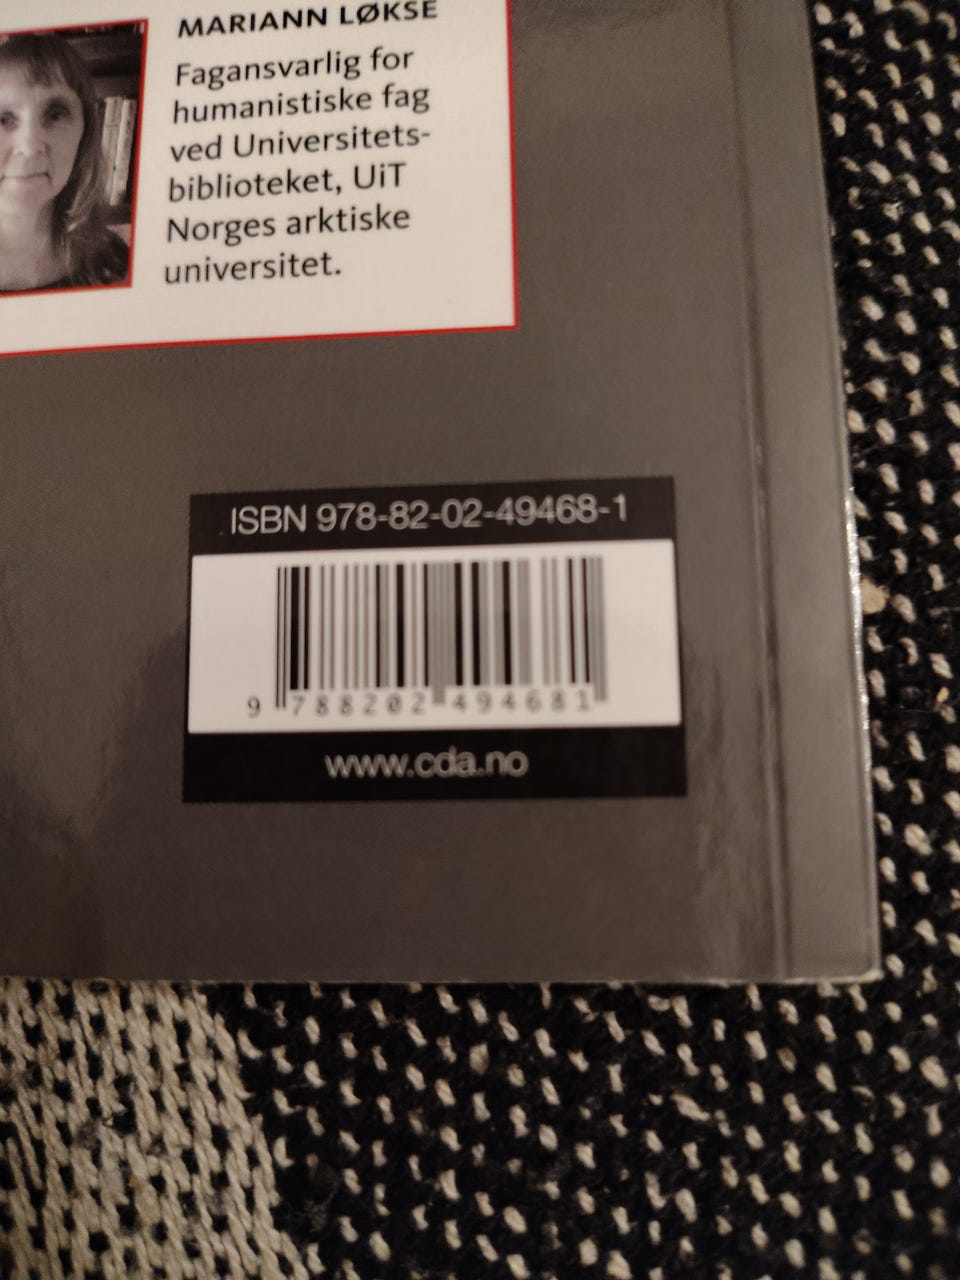 MARIANN LØKSE
Fagansvarlig for
humanistiske fag
ved Universitets-
biblioteket, UiT
Norges arktiske
universitet.
ISBN 978-82-02-49468-1
9 788202 494681
www.cda.no